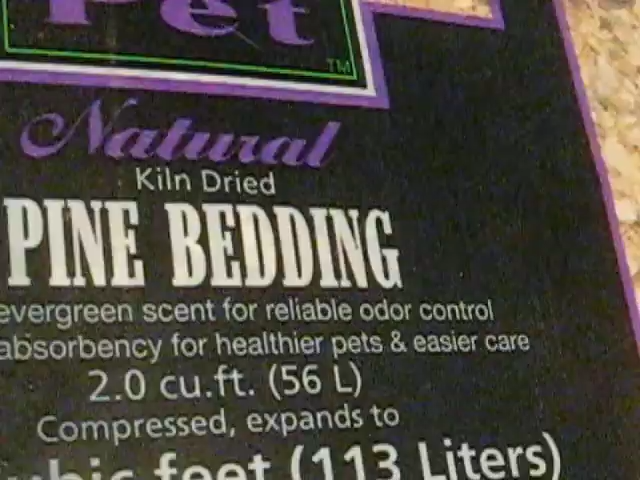 Pet
TM
Natural
Kiln Dried
PINE BEDDING
evergreen scent for reliable odor control
absorbency for healthier pets & easier care
2.0 cu.ft. (56 L)
Compressed, expands to
feet (113 Liters)